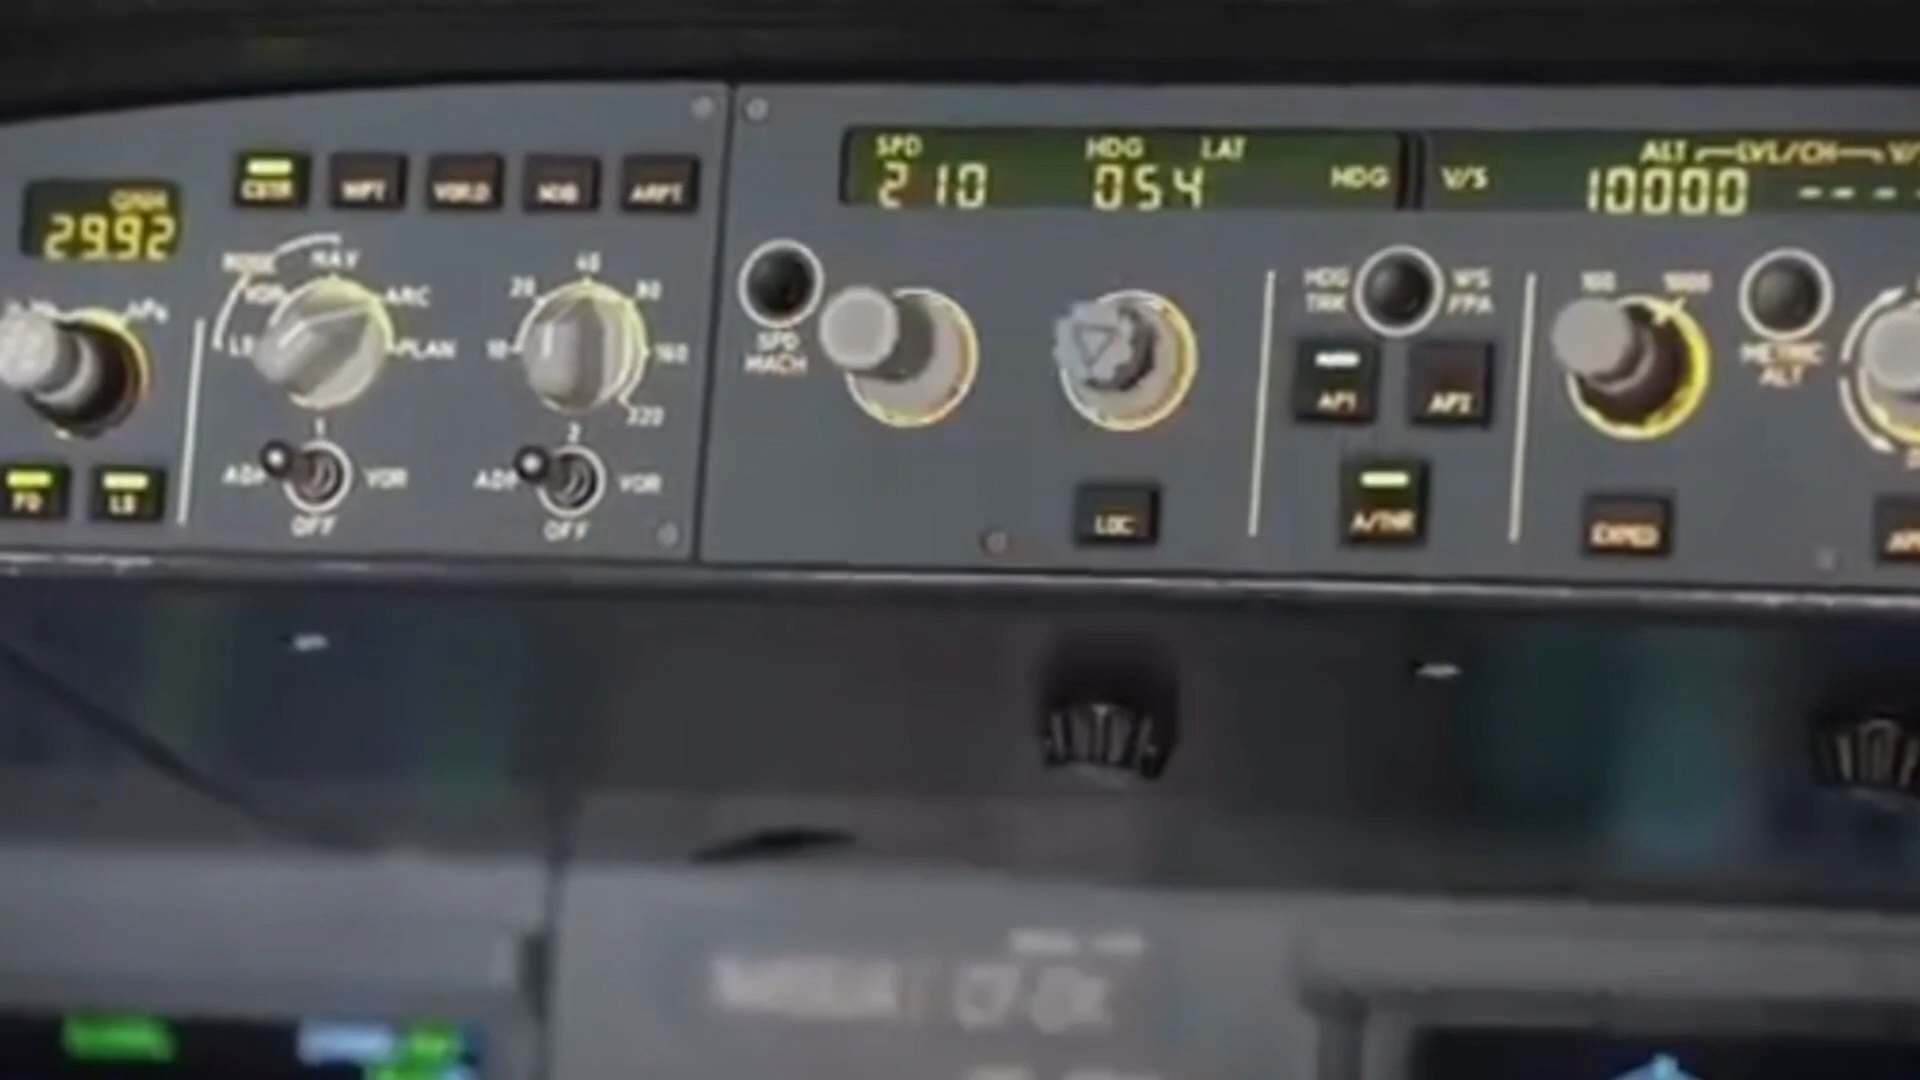 SPD HDG LAT ALT LVL/CH V/
210 054 HDG V/S 10000 - - - -
QNH
29.92
CSTR WPT VOR.D NDB ARPT
ROSE
NAV
VOR
ARC
LS
PLAN
10 20 40 80 160 320
SPD
MACH
HDG V/S
TRK FPA
100 1000
METRIC
ALT
AP1 AP2
FD LS
1
ADF VOR
OFF
2
ADF VOR
OFF
LOC
A/THR
EXPED